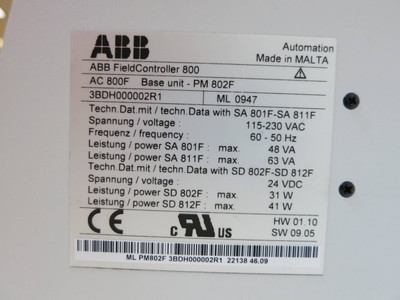 ABB
Automation
Made in MALTA
ABB FieldController 800
AC 800F Base unit - PM 802F
3BDH000002R1 ML 0947
Techn.Dat.mit / techn.Data with SA 801F-SA 811F
Spannung / voltage : 115-230 VAC
Frequenz / frequency : 60 - 50 Hz
Leistung / power SA 801F : max. 48 VA
Leistung / power SA 811F : max. 63 VA
Techn.Dat.mit / techn.Data with SD 802F-SD 812F
Spannung / voltage : 24 VDC
Leistung / power SD 802F : max. 31 W
Leistung / power SD 812F : max. 41 W
CE c RU US
HW 01.10
SW 09 05
ML PM802F 3BDH000002R1 22138 46.09